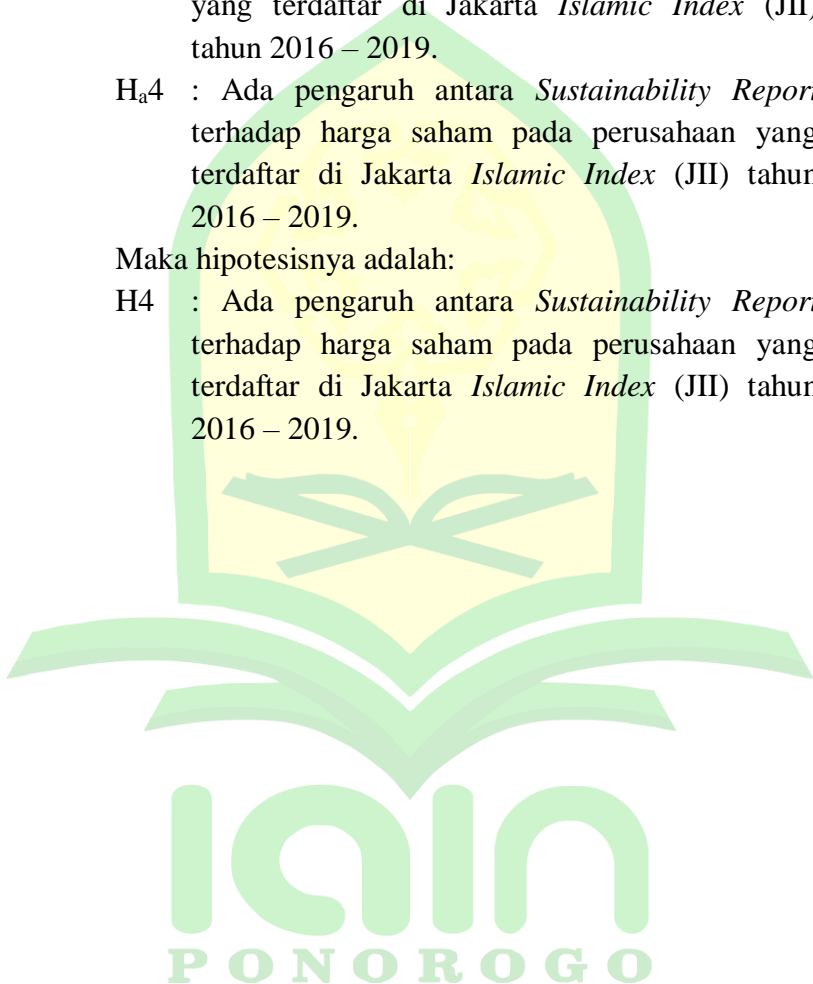 yang terdaftar di Jakarta Islamic Index (JII)
tahun 2016 – 2019.
Hₐ4 : Ada pengaruh antara Sustainability Report
terhadap harga saham pada perusahaan yang
terdaftar di Jakarta Islamic Index (JII) tahun
2016 – 2019.
Maka hipotesisnya adalah:
H4 : Ada pengaruh antara Sustainability Report
terhadap harga saham pada perusahaan yang
terdaftar di Jakarta Islamic Index (JII) tahun
2016 – 2019.
IAIN
PONOROGO